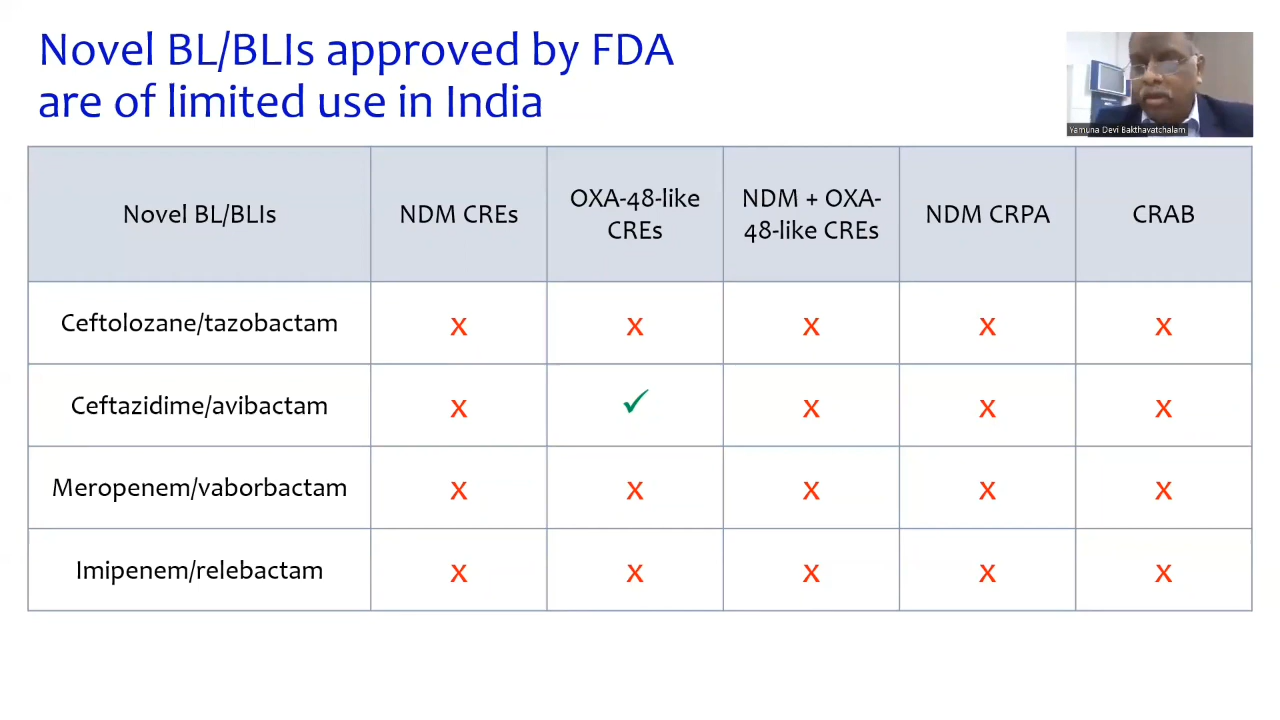 Novel BL/BLIs approved by FDA
are of limited use in India
Yamuna Devi Bakthavatchalam
Novel BL/BLIs
NDM CREs
OXA-48-like
CREs
NDM + OXA-
48-like CREs
NDM CRPA
CRAB
Ceftolozane/tazobactam
x
x
x
x
x
Ceftazidime/avibactam
x
✓
x
x
x
Meropenem/vaborbactam
x
x
x
x
x
Imipenem/relebactam
x
x
x
x
x